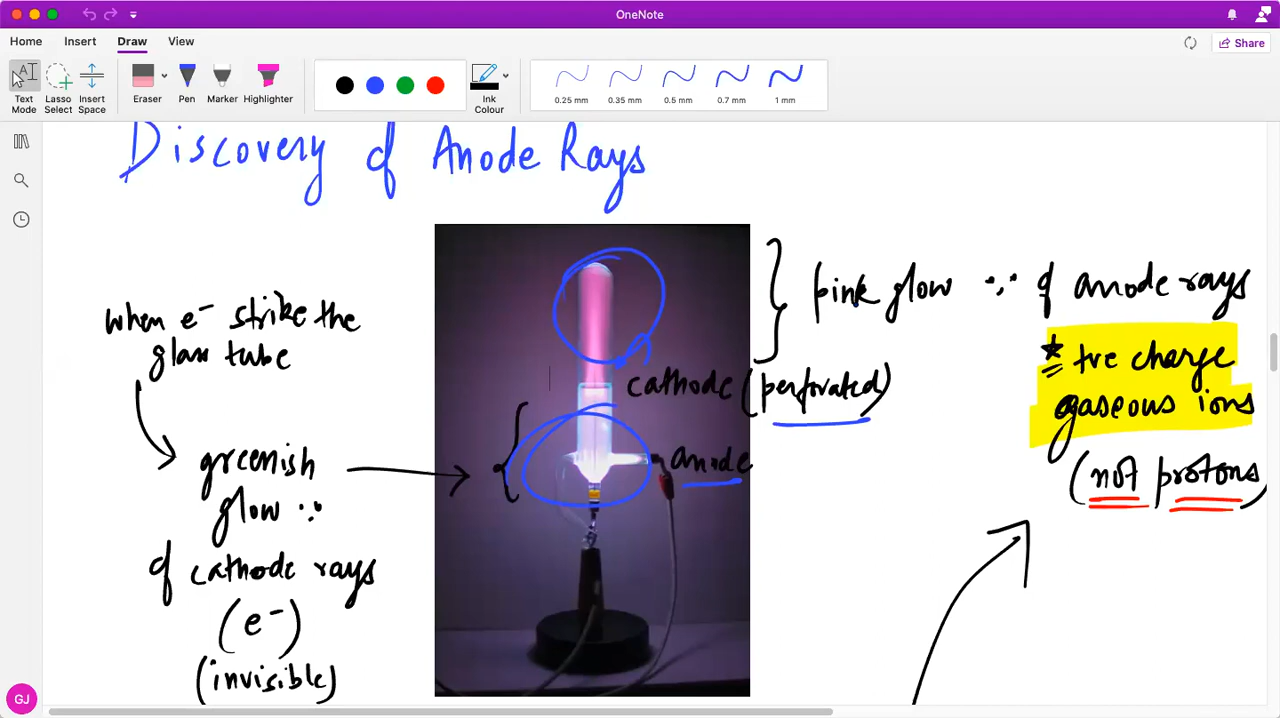 OneNote
Home Insert Draw View
Share
Text Mode
Lasso Select
Insert Space
Eraser
Pen
Marker
Highlighter
Ink Colour
0.25 mm
0.35 mm
0.5 mm
0.7 mm
1 mm
Discovery of Anode Rays
when e⁻ strike the
glass tube
greenish
glow ∵
of cathode rays
(e⁻)
(invisible)
cathode (perforated)
anode
pink glow ∵ of anode rays
★ +ve charge
gaseous ions
(not protons)
GJ